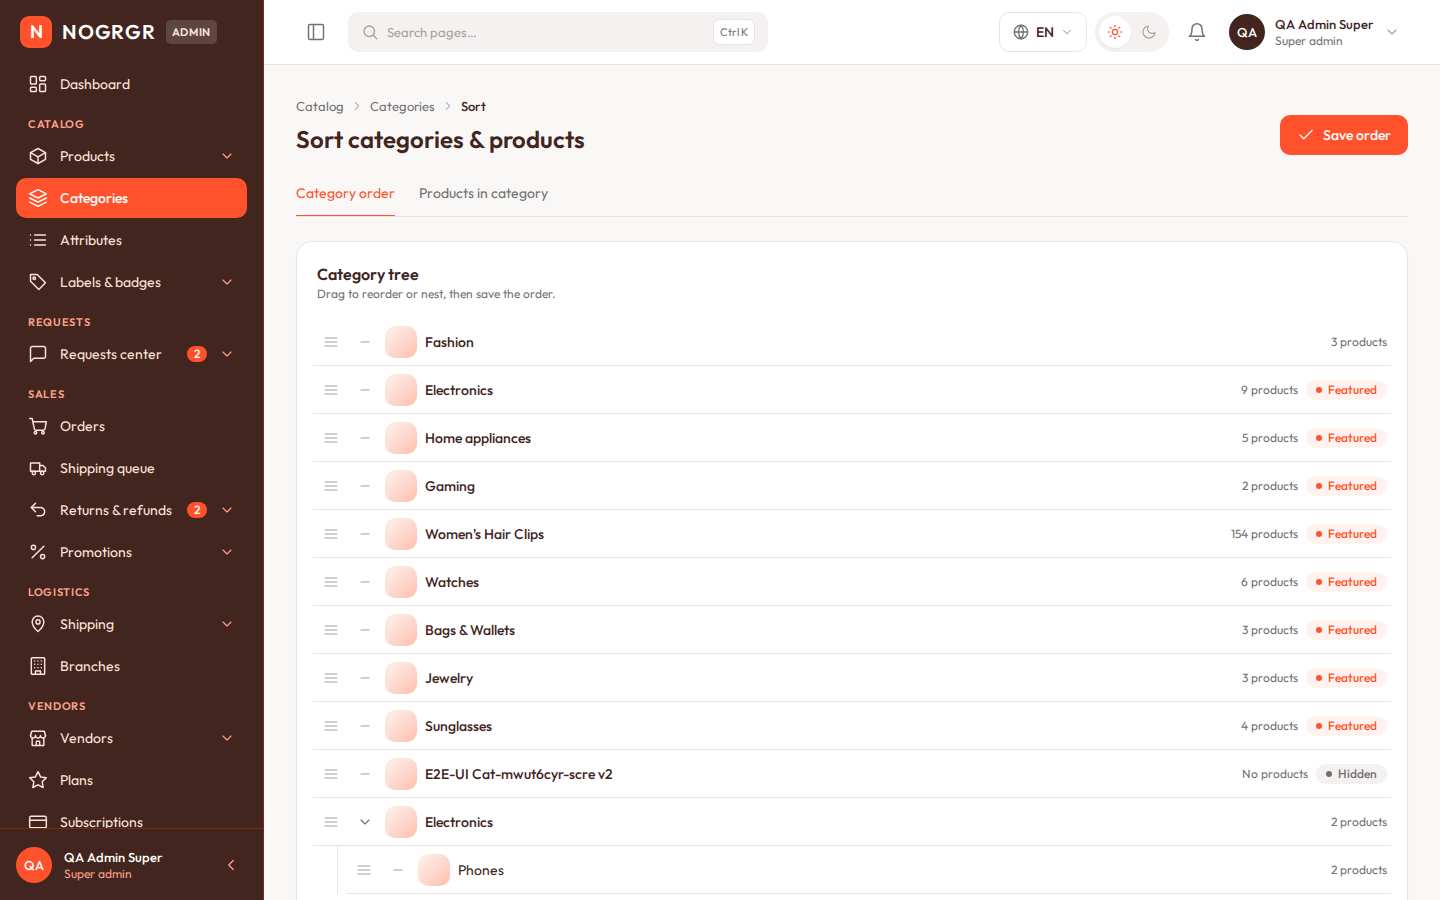 N NOGRGR ADMIN
Dashboard
CATALOG
Products
Categories
Attributes
Labels & badges
REQUESTS
Requests center 2
SALES
Orders
Shipping queue
Returns & refunds 2
Promotions
LOGISTICS
Shipping
Branches
VENDORS
Vendors
Plans
Subscriptions
QA QA Admin Super
Super admin
Search pages... Ctrl K
EN
QA QA Admin Super
Super admin
Catalog > Categories > Sort
Sort categories & products
Save order
Category order Products in category
Category tree
Drag to reorder or nest, then save the order.
Fashion 3 products
Electronics 9 products Featured
Home appliances 5 products Featured
Gaming 2 products Featured
Women's Hair Clips 154 products Featured
Watches 6 products Featured
Bags & Wallets 3 products Featured
Jewelry 3 products Featured
Sunglasses 4 products Featured
E2E-UI Cat-mwut6cyr-scre v2 No products Hidden
Electronics 2 products
Phones 2 products